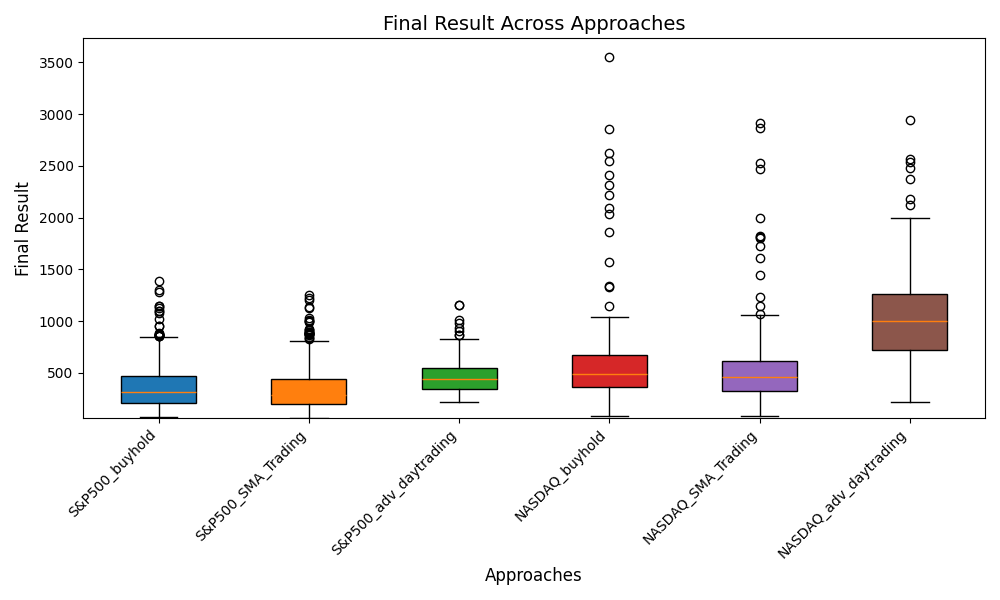 Final Result Across Approaches
Final Result
3500
3000
2500
2000
1500
1000
500
S&P500_buyhold
S&P500_SMA_Trading
S&P500_adv_daytrading
NASDAQ_buyhold
NASDAQ_SMA_Trading
NASDAQ_adv_daytrading
Approaches